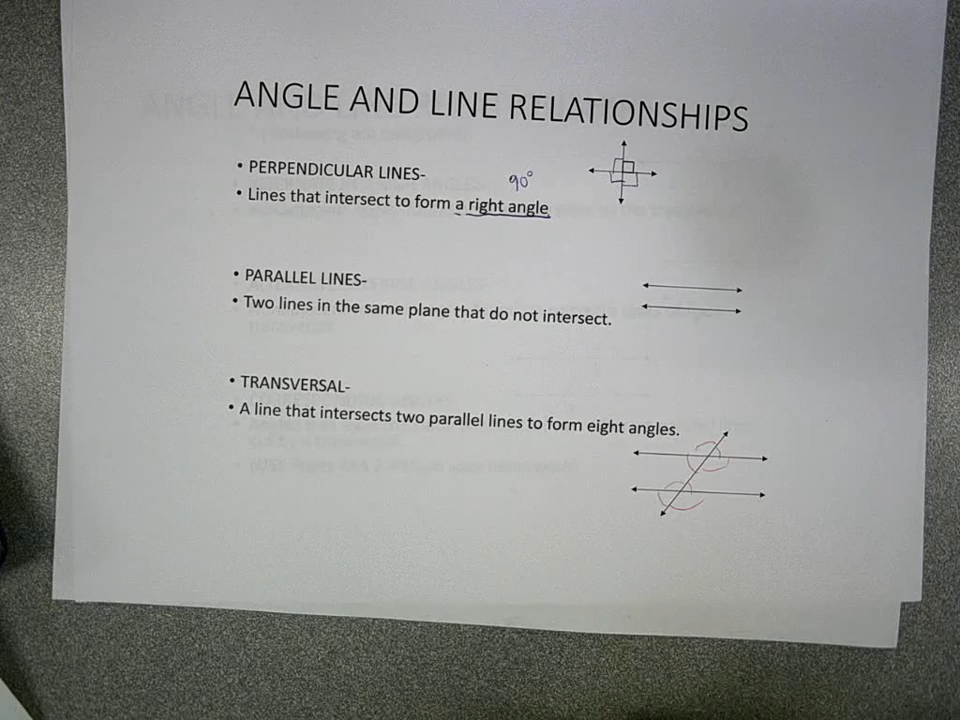 ANGLE AND LINE RELATIONSHIPS
• PERPENDICULAR LINES-
90°
• Lines that intersect to form a right angle
• PARALLEL LINES-
• Two lines in the same plane that do not intersect.
• TRANSVERSAL-
• A line that intersects two parallel lines to form eight angles.